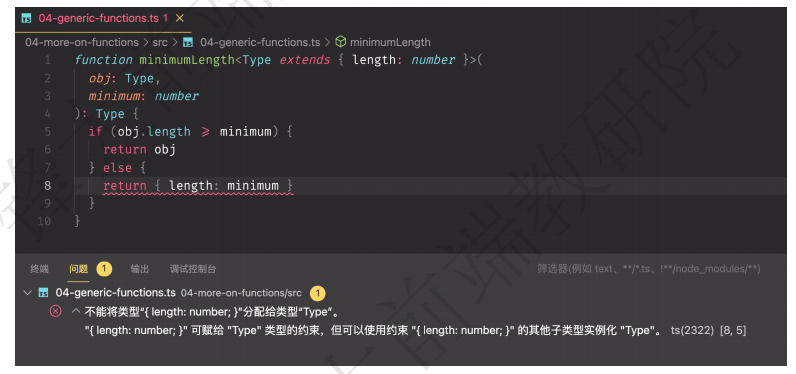 TS 04-generic-functions.ts 1 ×
04-more-on-functions > src > TS 04-generic-functions.ts > minimumLength
1 function minimumLength<Type extends { length: number }>(
2 obj: Type,
3 minimum: number
4 ): Type {
5 if (obj.length ⩾ minimum) {
6 return obj
7 } else {
8 return { length: minimum }
9 }
10 }
终端 问题 1 输出 调试控制台 筛选器(例如 text、**/*.ts、!**/node_modules/**)
TS 04-generic-functions.ts 04-more-on-functions/src 1
不能将类型“{ length: number; }”分配给类型“Type”。
"{ length: number; }" 可赋给 "Type" 类型的约束，但可以使用约束 "{ length: number; }" 的其他子类型实例化 "Type"。 ts(2322) [8, 5]